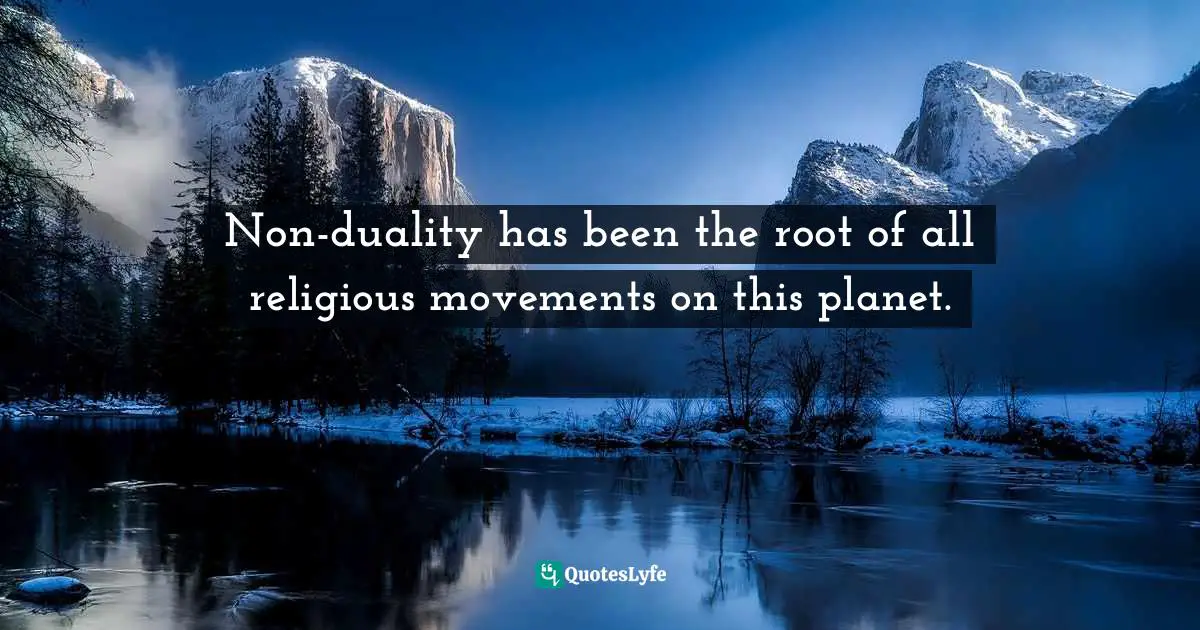 Non-duality has been the root of all
religious movements on this planet.
QuotesLyfe